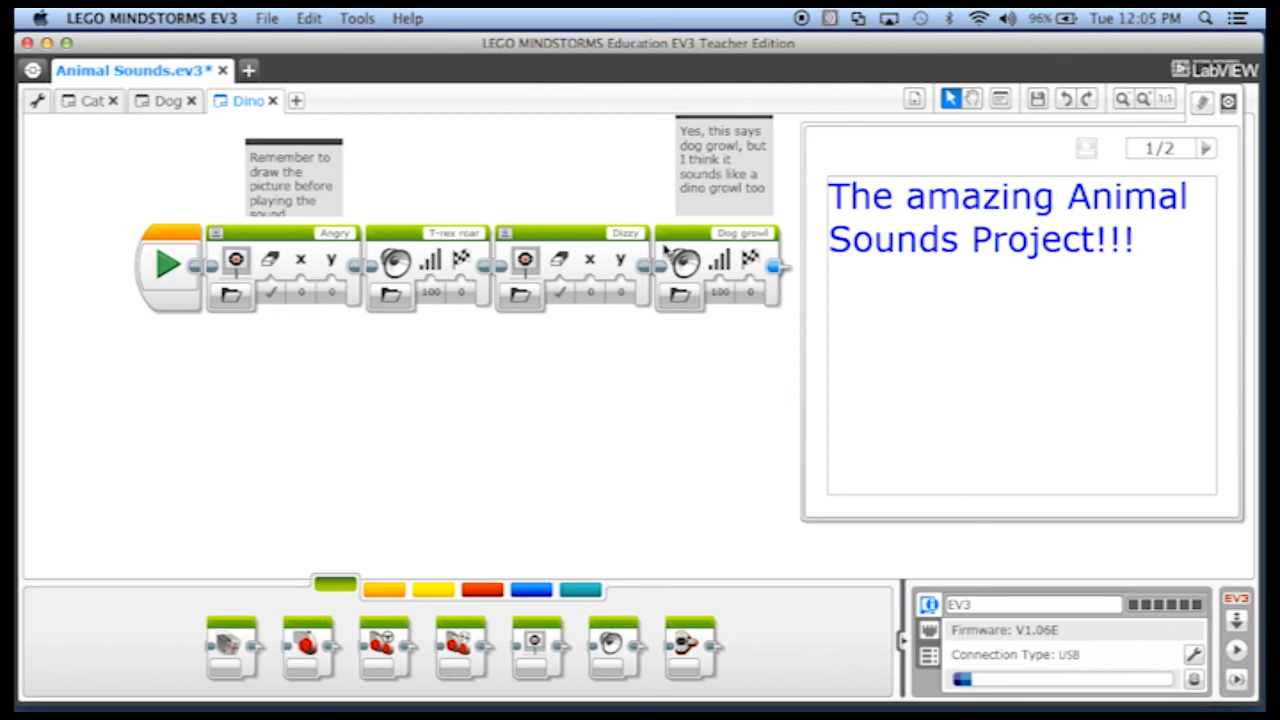 LEGO MINDSTORMS EV3 File Edit Tools Help 96% Tue 12:05 PM
LEGO MINDSTORMS Education EV3 Teacher Edition
Animal Sounds.ev3*
LabVIEW
Cat Dog Dino
1:1
Remember to
draw the
picture before
playing the
sound
Yes, this says
dog growl, but
I think it
sounds like a
dino growl too
1/2
The amazing Animal
Sounds Project!!!
Angry T-rex roar Dizzy Dog growl
x y x y
0 0 100 0 0 0 100 0
EV3
EV3
Firmware: V1.06E
Connection Type: USB